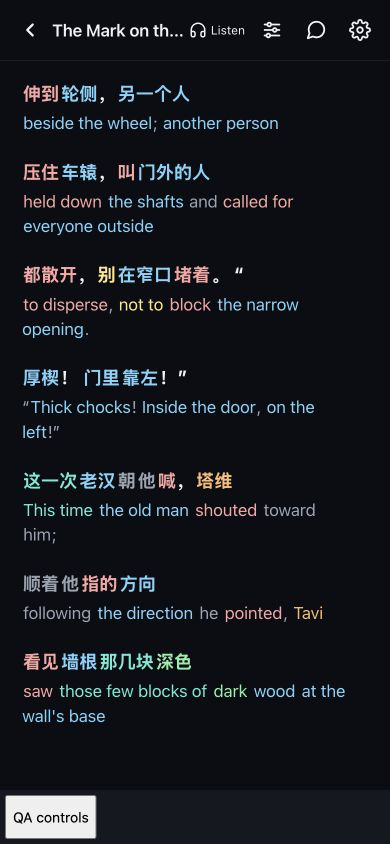 The Mark on th...
Listen
伸到轮侧，另一个人
beside the wheel; another person
压住车辕，叫门外的人
held down the shafts and called for
everyone outside
都散开，别在窄口堵着。“
to disperse, not to block the narrow
opening.
厚楔！ 门里靠左！”
“Thick chocks! Inside the door, on the
left!”
这一次老汉朝他喊，塔维
This time the old man shouted toward
him;
顺着他指的方向
following the direction he pointed, Tavi
看见墙根那几块深色
saw those few blocks of dark wood at the
wall's base
QA controls